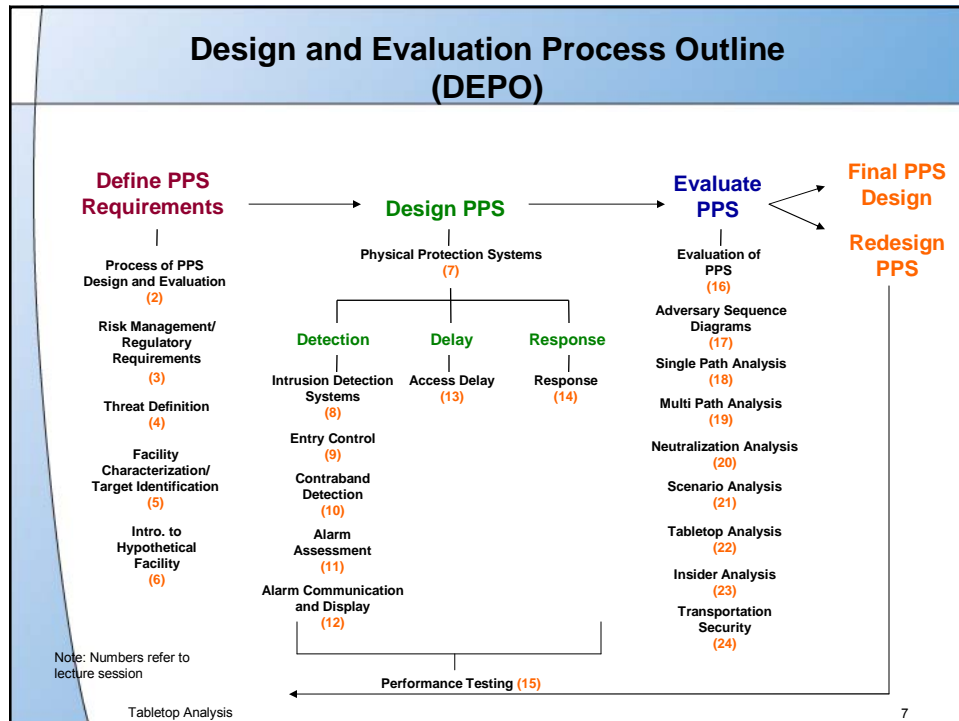 Design and Evaluation Process Outline
(DEPO)
Define PPS
Requirements
Process of PPS
Design and Evaluation
(2)
Risk Management/
Regulatory
Requirements
(3)
Threat Definition
(4)
Facility
Characterization/
Target Identification
(5)
Intro. to
Hypothetical
Facility
(6)
Design PPS
Physical Protection Systems
(7)
Detection
Intrusion Detection
Systems
(8)
Entry Control
(9)
Contraband
Detection
(10)
Alarm
Assessment
(11)
Alarm Communication
and Display
(12)
Delay
Access Delay
(13)
Response
Response
(14)
Performance Testing (15)
Evaluate
PPS
Evaluation of
PPS
(16)
Adversary Sequence
Diagrams
(17)
Single Path Analysis
(18)
Multi Path Analysis
(19)
Neutralization Analysis
(20)
Scenario Analysis
(21)
Tabletop Analysis
(22)
Insider Analysis
(23)
Transportation
Security
(24)
Final PPS
Design
Redesign
PPS
Note: Numbers refer to
lecture session
Tabletop Analysis
7